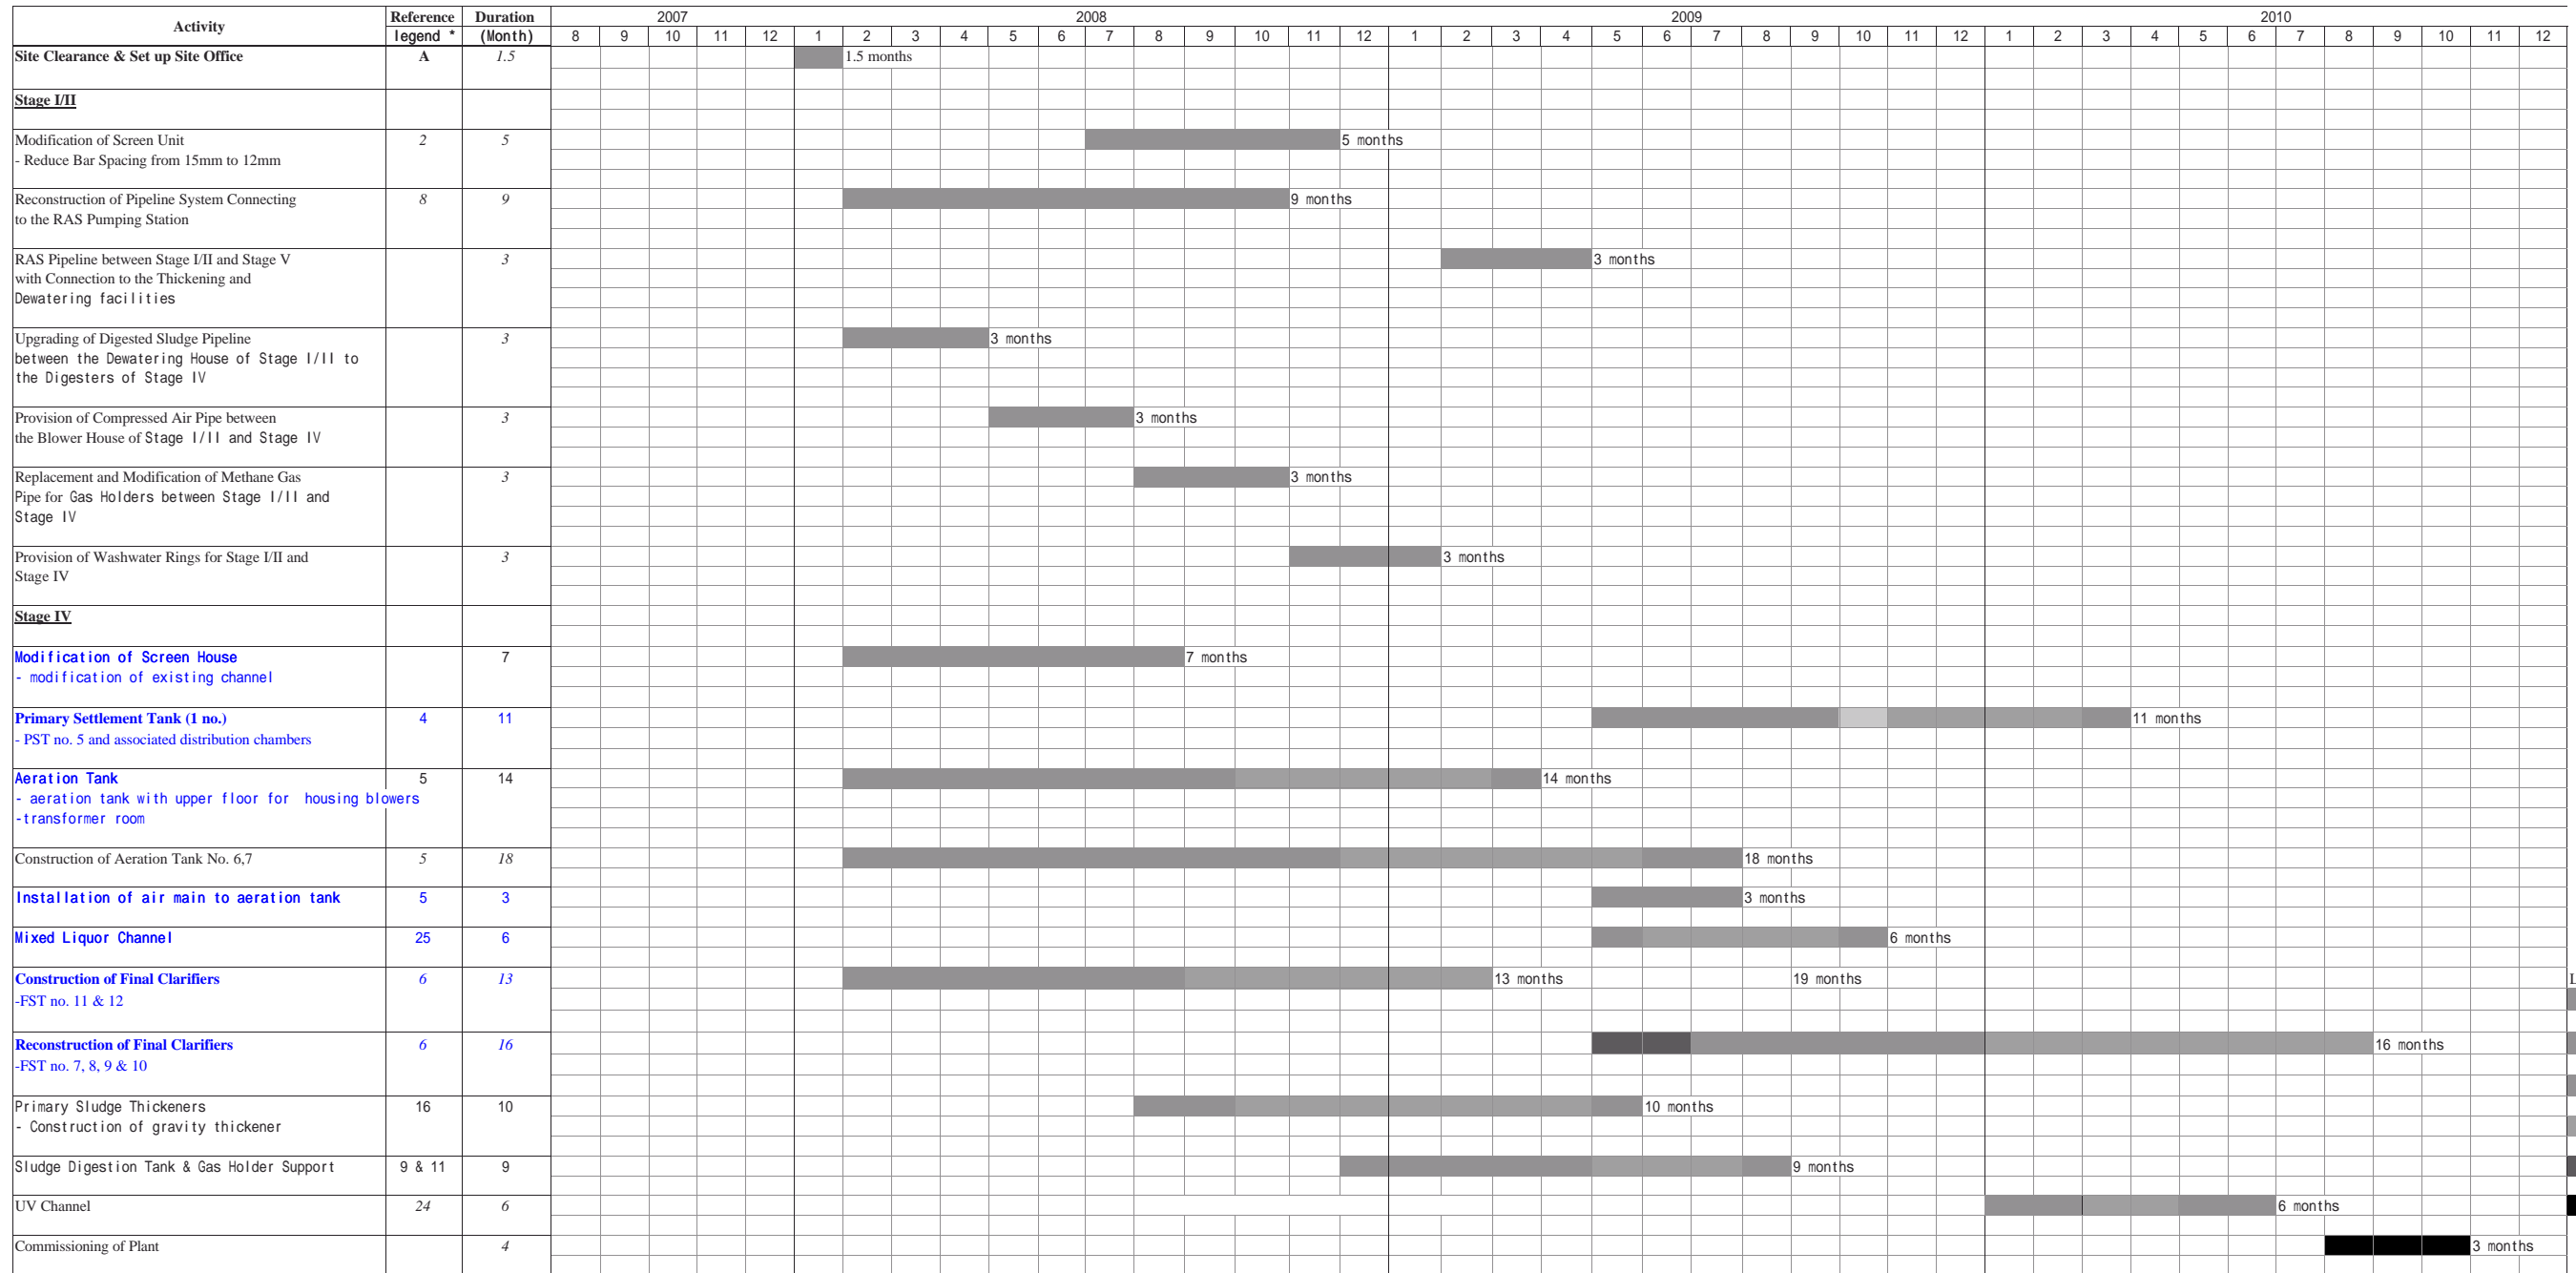 Activity Reference Duration 2007 2008 2009 2010
legend * (Month) 8 9 10 11 12 1 2 3 4 5 6 7 8 9 10 11 12 1 2 3 4 5 6 7 8 9 10 11 12 1 2 3 4 5 6 7 8 9 10 11 12
Site Clearance & Set up Site Office A 1.5 1.5 months
Stage I/II
Modification of Screen Unit 2 5 5 months
- Reduce Bar Spacing from 15mm to 12mm
Reconstruction of Pipeline System Connecting 8 9 9 months
to the RAS Pumping Station
RAS Pipeline between Stage I/II and Stage V 3 3 months
with Connection to the Thickening and
Dewatering facilities
Upgrading of Digested Sludge Pipeline 3 3 months
between the Dewatering House of Stage I/II to
the Digesters of Stage IV
Provision of Compressed Air Pipe between 3 3 months
the Blower House of Stage I/II and Stage IV
Replacement and Modification of Methane Gas 3 3 months
Pipe for Gas Holders between Stage I/II and
Stage IV
Provision of Washwater Rings for Stage I/II and 3 3 months
Stage IV
Stage IV
Modification of Screen House 7 7 months
- modification of existing channel
Primary Settlement Tank (1 no.) 4 11 11 months
- PST no. 5 and associated distribution chambers
Aeration Tank 5 14 14 months
- aeration tank with upper floor for housing blowers
-transformer room
Construction of Aeration Tank No. 6,7 5 18 18 months
Installation of air main to aeration tank 5 3 3 months
Mixed Liquor Channel 25 6 6 months
Construction of Final Clarifiers 6 13 13 months 19 months
-FST no. 11 & 12
Reconstruction of Final Clarifiers 6 16 16 months
-FST no. 7, 8, 9 & 10
Primary Sludge Thickeners 16 10 10 months
- Construction of gravity thickener
Sludge Digestion Tank & Gas Holder Support 9 & 11 9 9 months
UV Channel 24 6 6 months
Commissioning of Plant 4 3 months